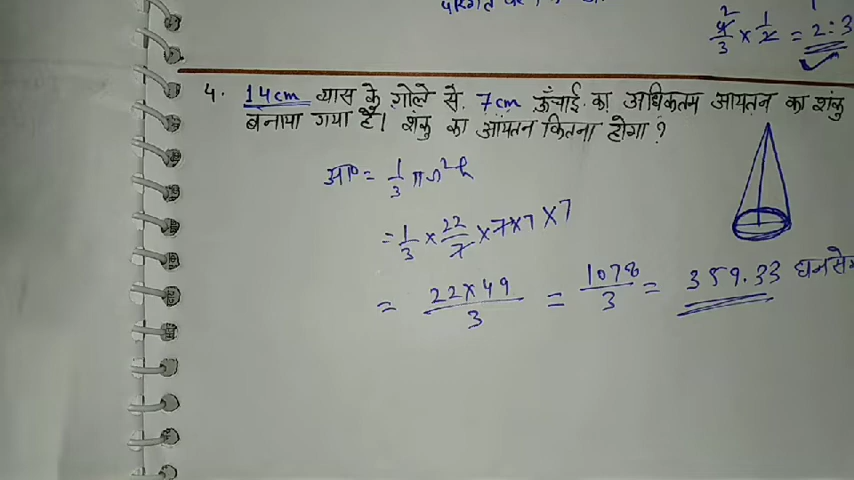 2
4/3 × 1/2 = 2:3
4. 14cm व्यास के गोले से 7cm ऊँचाई का अधिकतम आयतन का शंकु
बनाया गया है। शंकु का आयतन कितना होगा ?
आ० = 1/3 πr²h
= 1/3 × 22/7 × 7×7×7
= 22×49/3 = 1078/3 = 359.33 घनसेमी